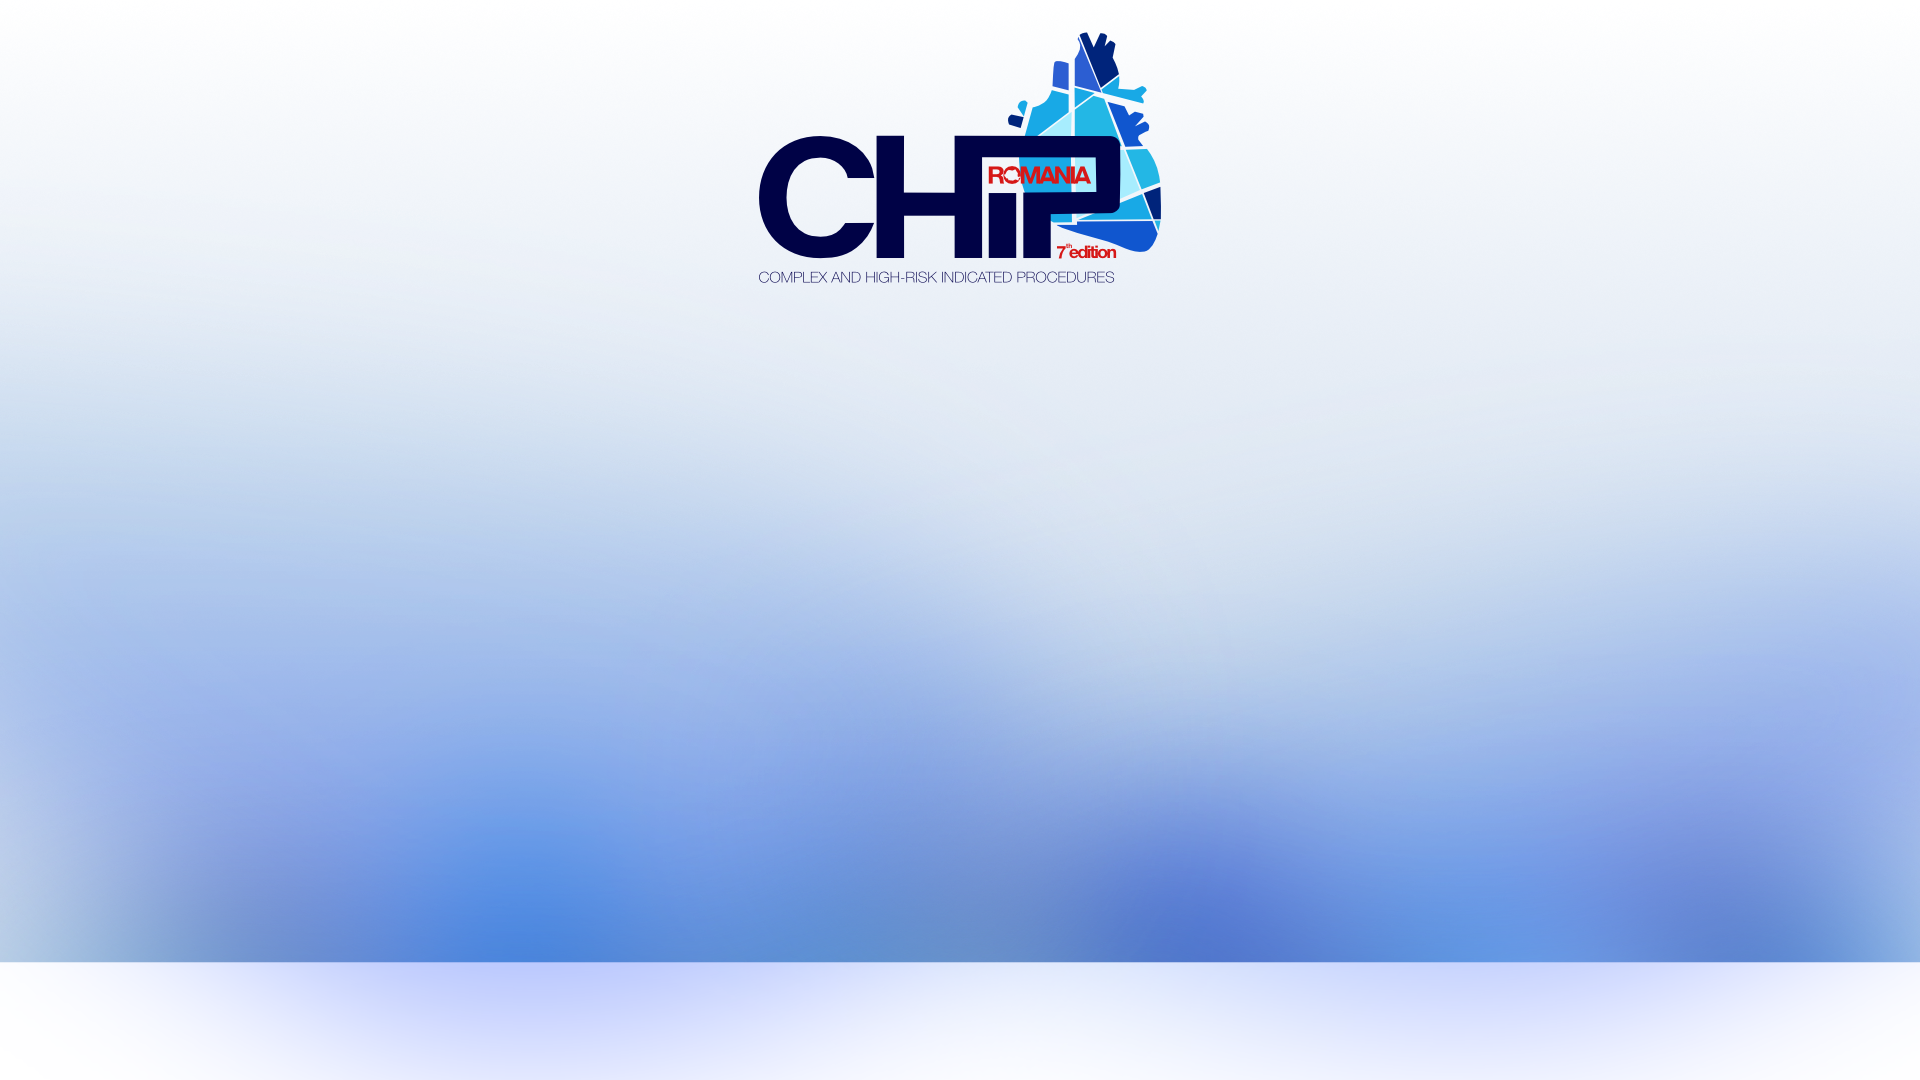 CHiP
ROMANIA
7th edition
COMPLEX AND HIGH-RISK INDICATED PROCEDURES